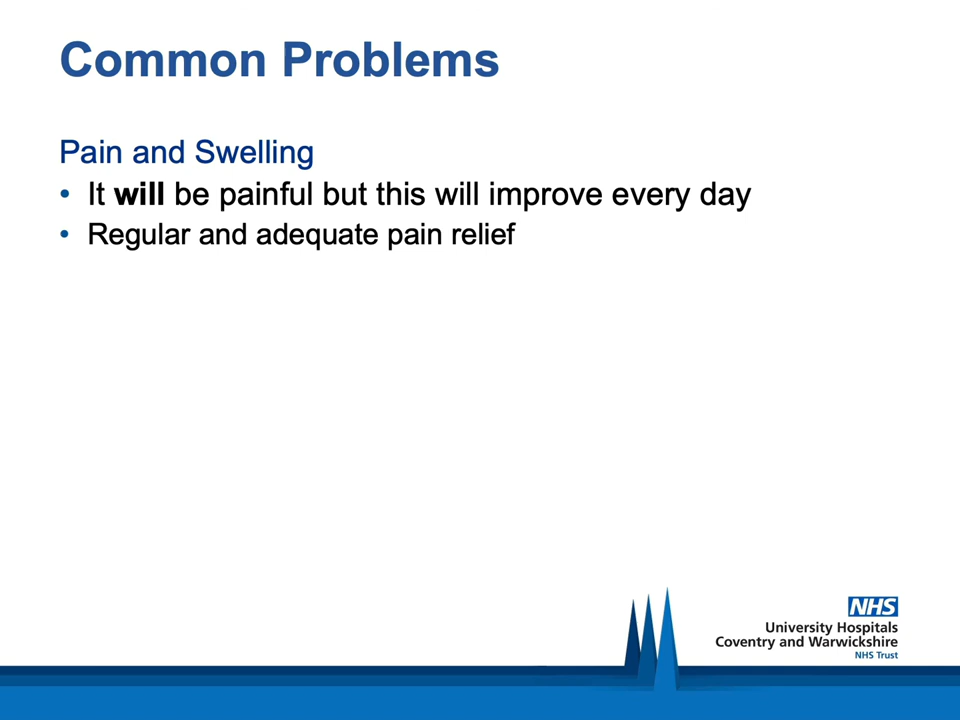 Common Problems
Pain and Swelling
• It will be painful but this will improve every day
• Regular and adequate pain relief
NHS
University Hospitals
Coventry and Warwickshire
NHS Trust